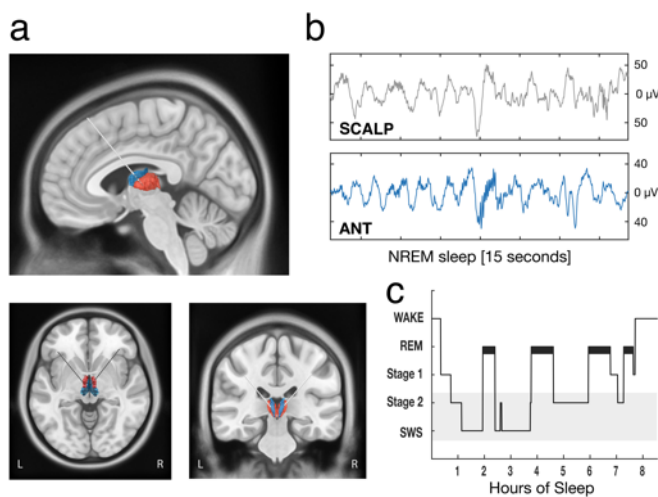 a
b
50
0 µV
50
SCALP
40
0 µV
40
ANT
NREM sleep [15 seconds]
L R
L R
c
WAKE
REM
Stage 1
Stage 2
SWS
1 2 3 4 5 6 7 8
Hours of Sleep